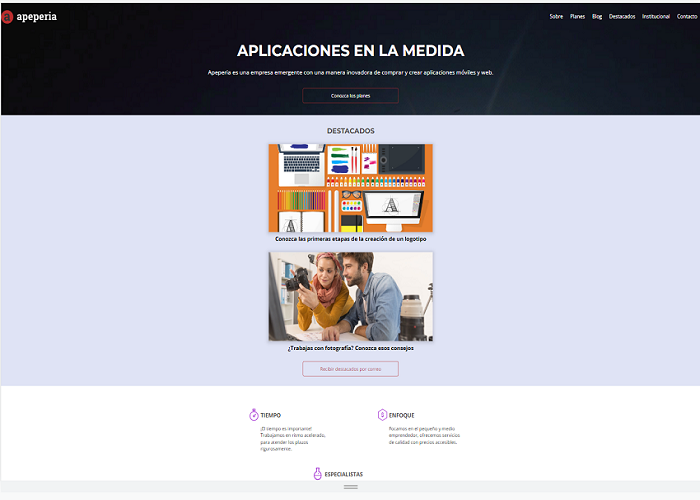 a apeperia
Sobre Planes Blog Destacados Institucional Contacto
APLICACIONES EN LA MEDIDA
Apeperia es una empresa emergente con una manera inovadora de comprar y crear aplicaciones móviles y web.
Conozca los planes
DESTACADOS
Conozca las primeras etapas de la creación de un logotipo
¿Trabajas con fotografía? Conozca esos consejos
Recibir destacados por correo
TIEMPO
¡El tiempo es importante!
Trabajamos en ritmo acelerado,
para atender los plazos
rigurosamente.
ENFOQUE
Focamos en el pequeño y medio
emprendedor, ofrecemos servicios
de calidad con precios accesibles.
ESPECIALISTAS